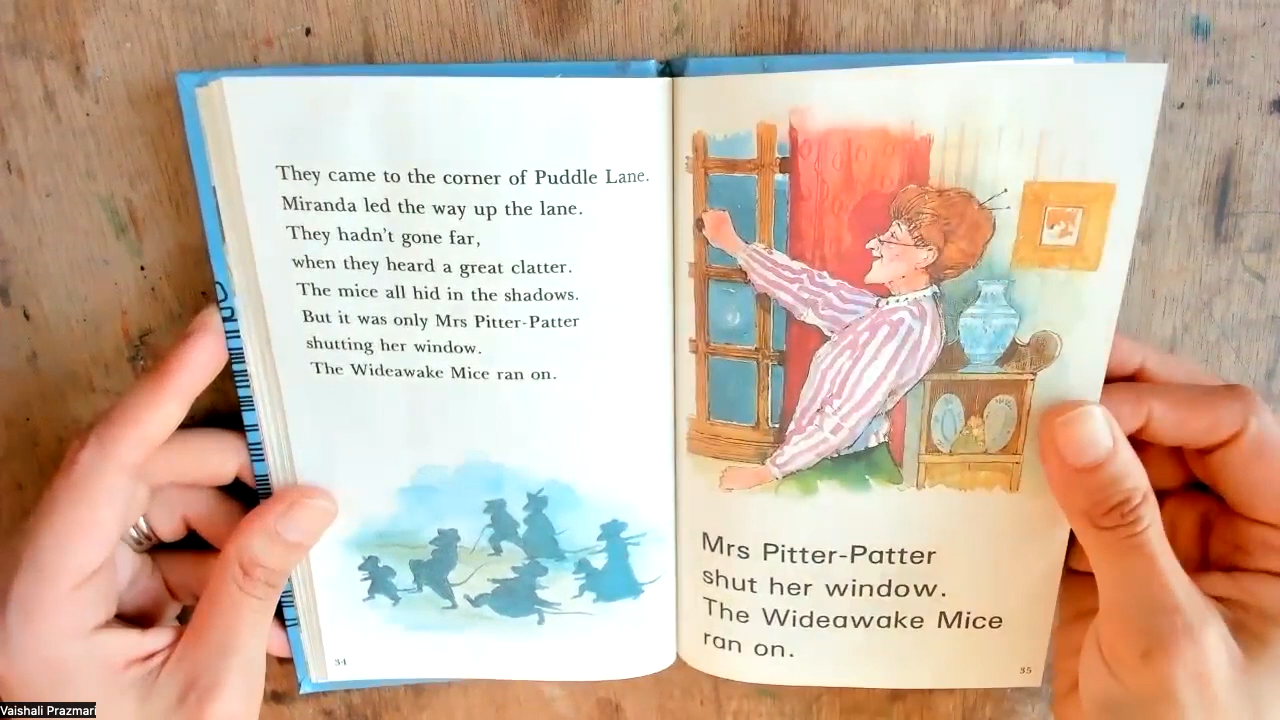 They came to the corner of Puddle Lane.
Miranda led the way up the lane.
They hadn't gone far,
when they heard a great clatter.
The mice all hid in the shadows.
But it was only Mrs Pitter-Patter
shutting her window.
The Wideawake Mice ran on.
34
Mrs Pitter-Patter
shut her window.
The Wideawake Mice
ran on.
35
Vaishali Prazmari